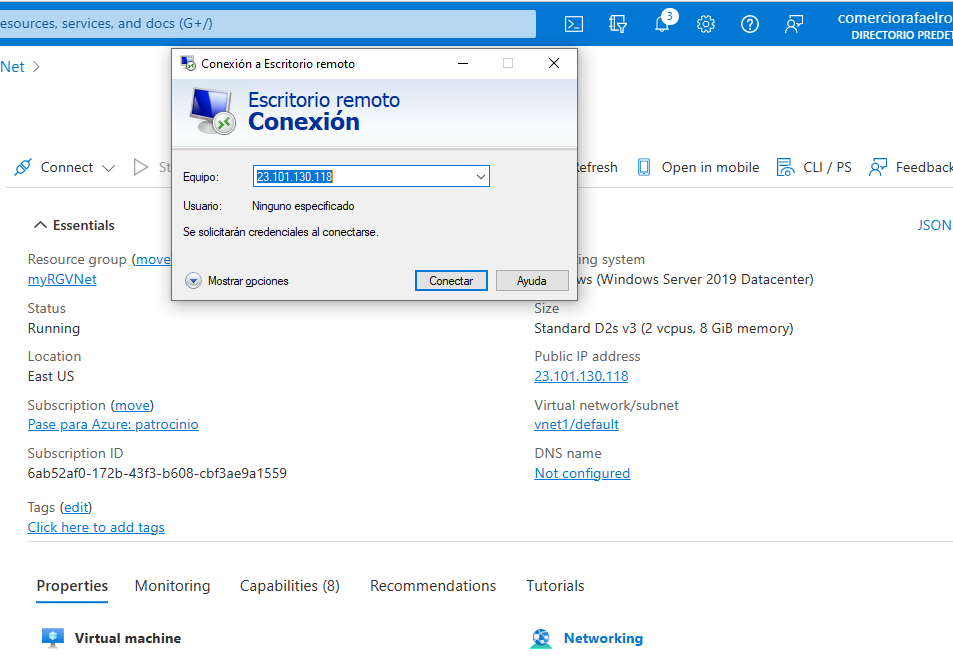 esources, services, and docs (G+/)
3
comerciorafaelro
DIRECTORIO PREDET
Net
Conexión a Escritorio remoto
Escritorio remoto
Conexión
Equipo:
23.101.130.118
Usuario:
Ninguno especificado
Se solicitarán credenciales al conectarse.
Mostrar opciones
Conectar
Ayuda
Connect
St
Refresh
Open in mobile
CLI / PS
Feedback
Essentials
JSON
Resource group (move
myRGVNet
Status
Running
Location
East US
Subscription (move)
Pase para Azure: patrocinio
Subscription ID
6ab52af0-172b-43f3-b608-cbf3ae9a1559
Tags (edit)
Click here to add tags
ing system
ws (Windows Server 2019 Datacenter)
Size
Standard D2s v3 (2 vcpus, 8 GiB memory)
Public IP address
23.101.130.118
Virtual network/subnet
vnet1/default
DNS name
Not configured
Properties
Monitoring
Capabilities (8)
Recommendations
Tutorials
Virtual machine
Networking